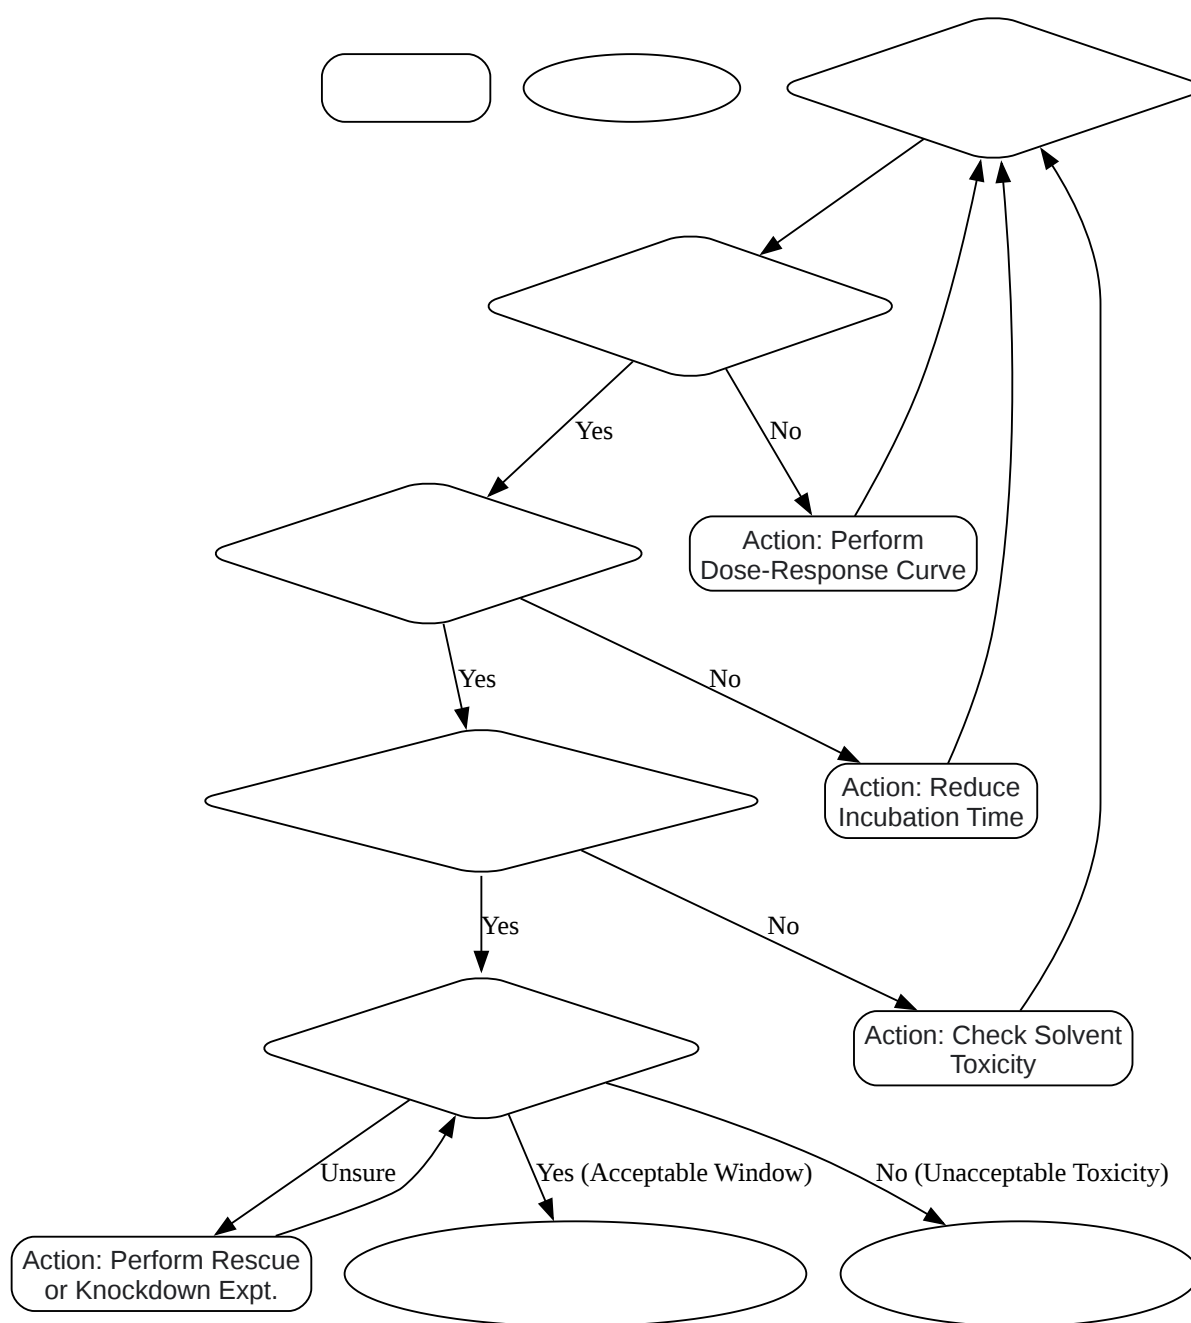 Yes
No
Action: Perform
Dose-Response Curve
Yes
No
Action: Reduce
Incubation Time
Yes
No
Action: Check Solvent
Toxicity
Unsure
Yes (Acceptable Window)
No (Unacceptable Toxicity)
Action: Perform Rescue
or Knockdown Expt.